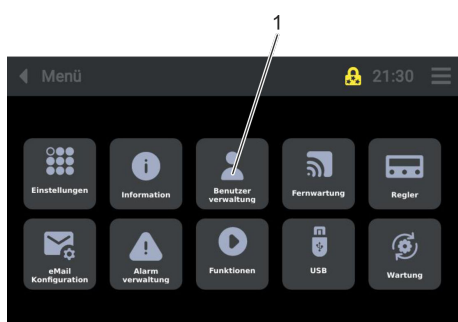 1
Menü
21:30
Einstellungen
Information
Benutzer
verwaltung
Fernwartung
Regler
eMail
Konfiguration
Alarm
verwaltung
Funktionen
USB
Wartung